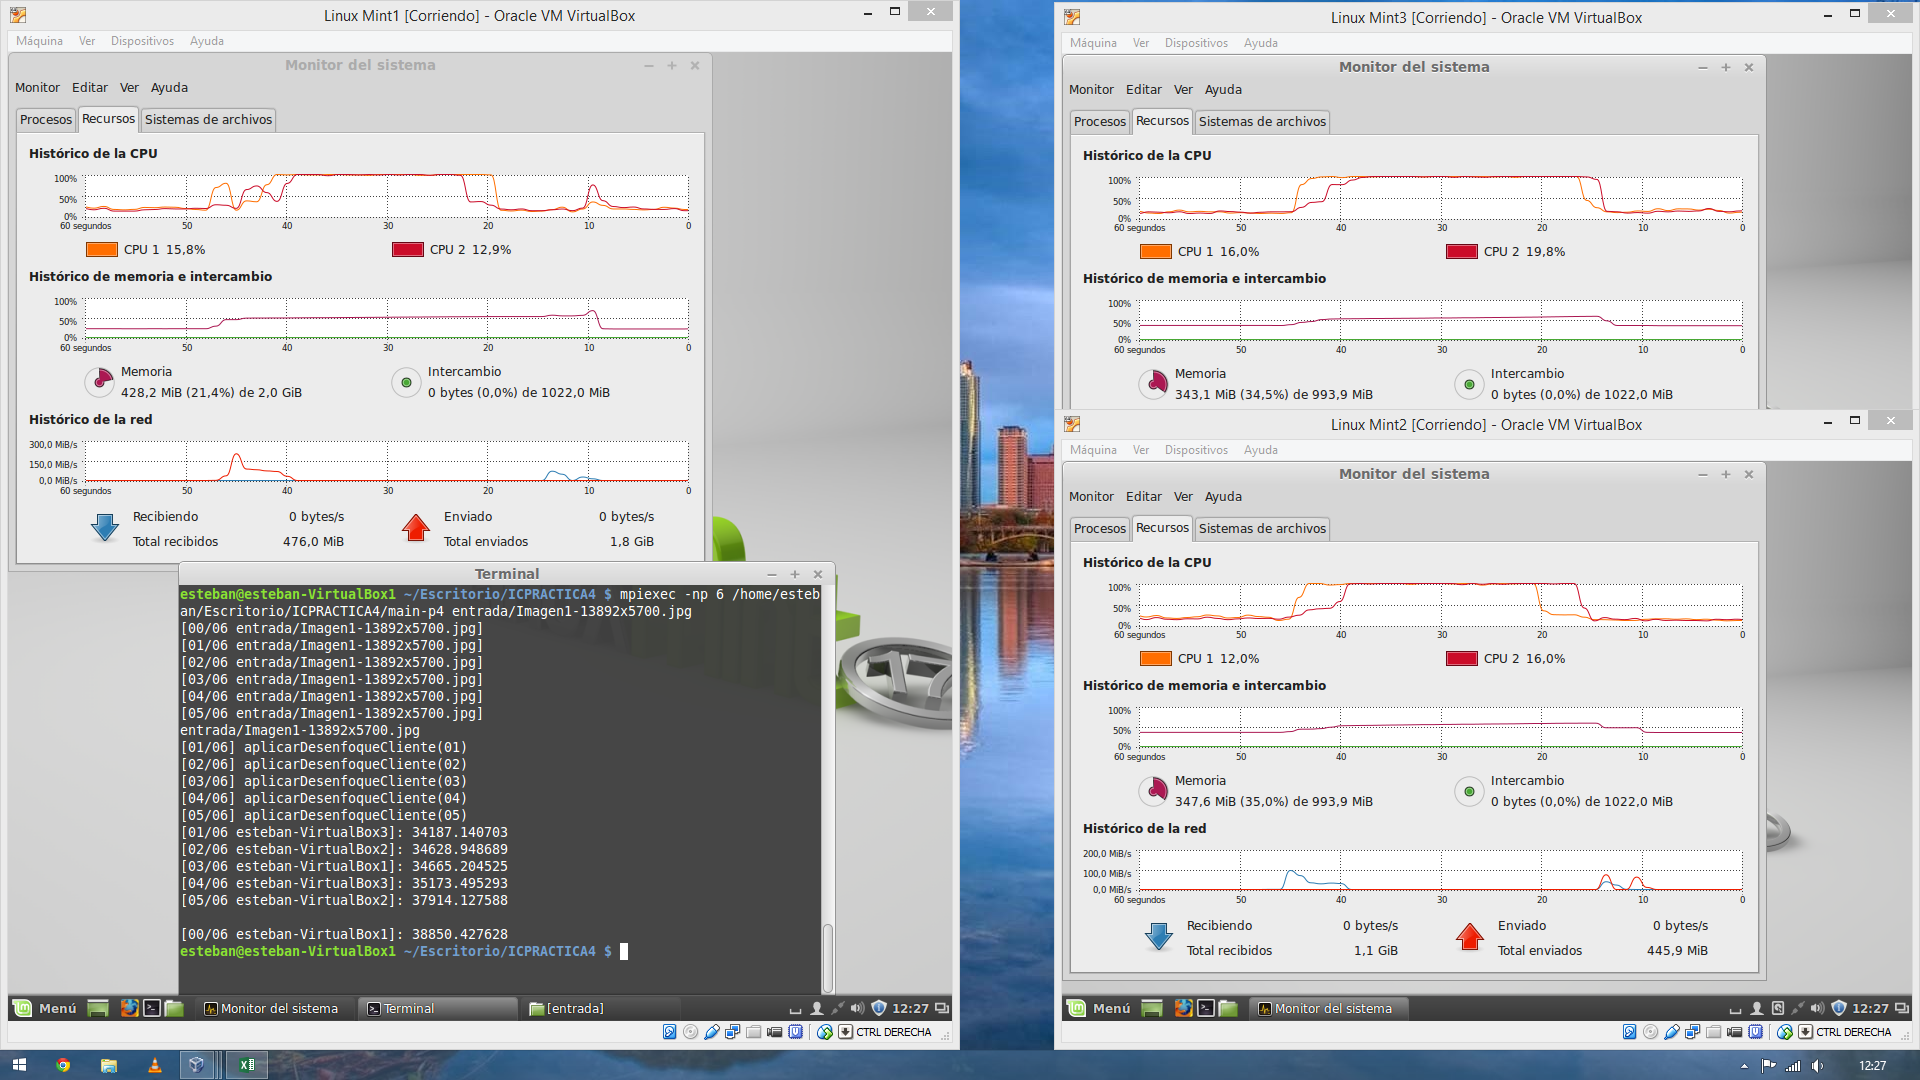 Linux Mint1 [Corriendo] - Oracle VM VirtualBox
Máquina Ver Dispositivos Ayuda
Monitor del sistema
Monitor Editar Ver Ayuda
Procesos Recursos Sistemas de archivos
Histórico de la CPU
100%
50%
0%
60 segundos 50 40 30 20 10 0
CPU 1 15,8% CPU 2 12,9%
Histórico de memoria e intercambio
100%
50%
0%
60 segundos 50 40 30 20 10 0
Memoria Intercambio
428,2 MiB (21,4%) de 2,0 GiB 0 bytes (0,0%) de 1022,0 MiB
Histórico de la red
300,0 MiB/s
150,0 MiB/s
0,0 MiB/s
60 segundos 50 40 30 20 10 0
Recibiendo 0 bytes/s Enviado 0 bytes/s
Total recibidos 476,0 MiB Total enviados 1,8 GiB
Terminal
esteban@esteban-VirtualBox1 ~/Escritorio/ICPRACTICA4 $ mpiexec -np 6 /home/esteb
an/Escritorio/ICPRACTICA4/main-p4 entrada/Imagen1-13892x5700.jpg
[00/06 entrada/Imagen1-13892x5700.jpg]
[01/06 entrada/Imagen1-13892x5700.jpg]
[02/06 entrada/Imagen1-13892x5700.jpg]
[03/06 entrada/Imagen1-13892x5700.jpg]
[04/06 entrada/Imagen1-13892x5700.jpg]
[05/06 entrada/Imagen1-13892x5700.jpg]
entrada/Imagen1-13892x5700.jpg
[01/06] aplicarDesenfoqueCliente(01)
[02/06] aplicarDesenfoqueCliente(02)
[03/06] aplicarDesenfoqueCliente(03)
[04/06] aplicarDesenfoqueCliente(04)
[05/06] aplicarDesenfoqueCliente(05)
[01/06 esteban-VirtualBox3]: 34187.140703
[02/06 esteban-VirtualBox2]: 34628.948689
[03/06 esteban-VirtualBox1]: 34665.204525
[04/06 esteban-VirtualBox3]: 35173.495293
[05/06 esteban-VirtualBox2]: 37914.127588
[00/06 esteban-VirtualBox1]: 38850.427628
esteban@esteban-VirtualBox1 ~/Escritorio/ICPRACTICA4 $
Menú Monitor del sistema Terminal [entrada] 12:27
CTRL DERECHA
Linux Mint3 [Corriendo] - Oracle VM VirtualBox
Máquina Ver Dispositivos Ayuda
Monitor del sistema
Monitor Editar Ver Ayuda
Procesos Recursos Sistemas de archivos
Histórico de la CPU
100%
50%
0%
60 segundos 50 40 30 20 10 0
CPU 1 16,0% CPU 2 19,8%
Histórico de memoria e intercambio
100%
50%
0%
60 segundos 50 40 30 20 10 0
Memoria Intercambio
343,1 MiB (34,5%) de 993,9 MiB 0 bytes (0,0%) de 1022,0 MiB
Linux Mint2 [Corriendo] - Oracle VM VirtualBox
Máquina Ver Dispositivos Ayuda
Monitor del sistema
Monitor Editar Ver Ayuda
Procesos Recursos Sistemas de archivos
Histórico de la CPU
100%
50%
0%
60 segundos 50 40 30 20 10 0
CPU 1 12,0% CPU 2 16,0%
Histórico de memoria e intercambio
100%
50%
0%
60 segundos 50 40 30 20 10 0
Memoria Intercambio
347,6 MiB (35,0%) de 993,9 MiB 0 bytes (0,0%) de 1022,0 MiB
Histórico de la red
200,0 MiB/s
100,0 MiB/s
0,0 MiB/s
60 segundos 50 40 30 20 10 0
Recibiendo 0 bytes/s Enviado 0 bytes/s
Total recibidos 1,1 GiB Total enviados 445,9 MiB
Menú Monitor del sistema 12:27
CTRL DERECHA
12:27